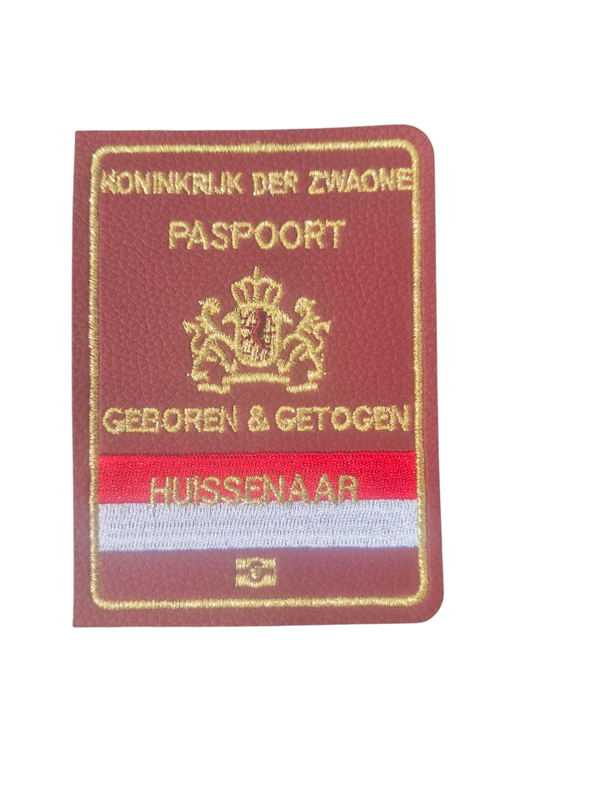 KONINKRIJK DER ZWAONE
PASPOORT
GEBOREN & GETOGEN
HUISSENAAR